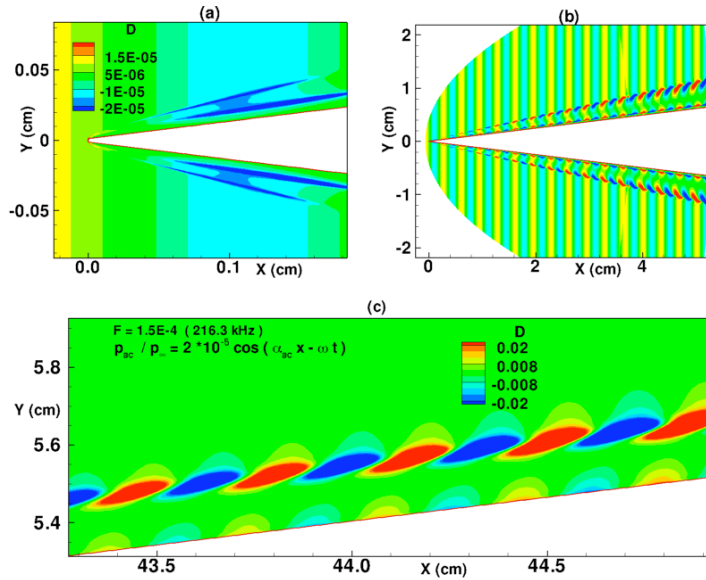 (a)
D
1.5E-05
5E-06
-1E-05
-2E-05
Y (cm)
0.05
0
-0.05
0.0
0.1
X (cm)
(b)
Y (cm)
2
1
0
-1
-2
0
2
4
X (cm)
(c)
F = 1.5E-4 ( 216.3 kHz )
p_ac / p_∞ = 2 *10^-5 cos ( α_ac x - ω t )
D
0.02
0.008
-0.008
-0.02
Y (cm)
5.8
5.6
5.4
43.5
44.0
44.5
X (cm)